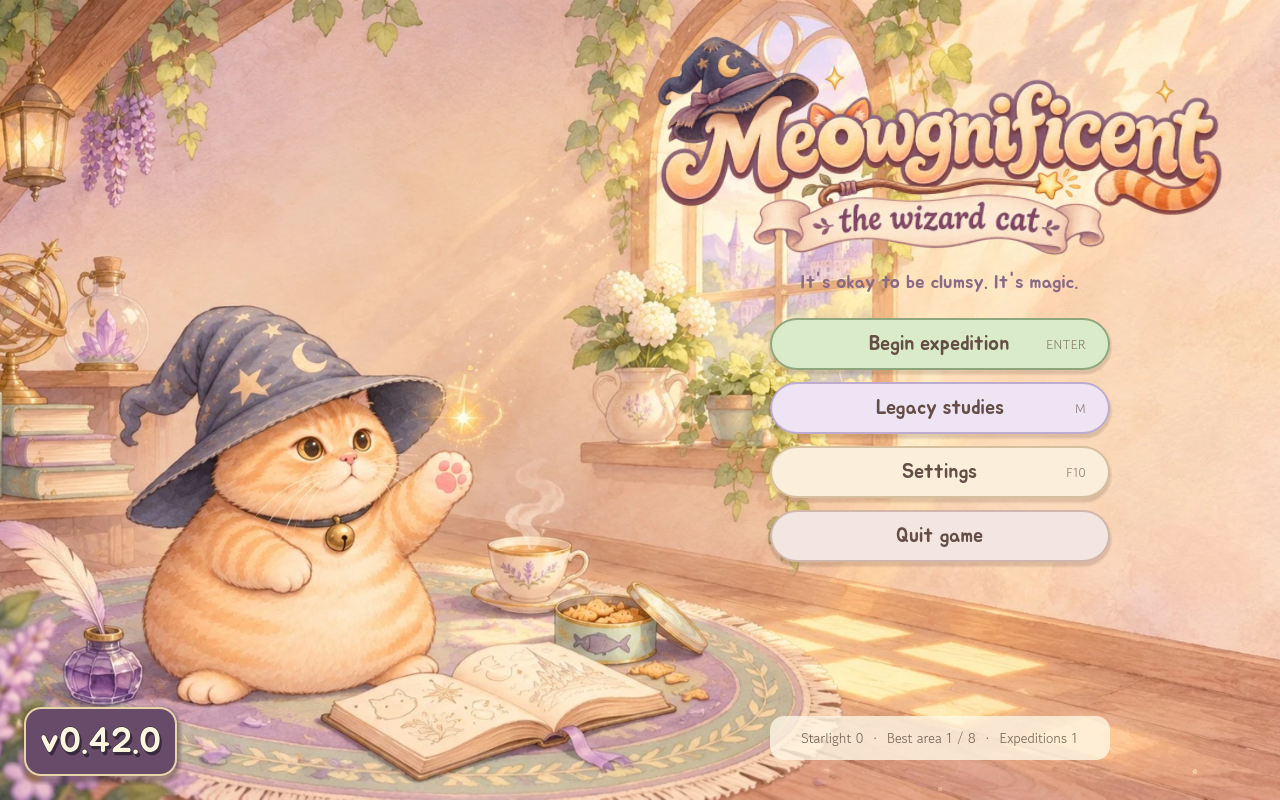 Meowgnificent
the wizard cat
It's okay to be clumsy. It's magic.
Begin expedition ENTER
Legacy studies M
Settings F10
Quit game
v0.42.0
Starlight 0 · Best area 1 / 8 · Expeditions 1